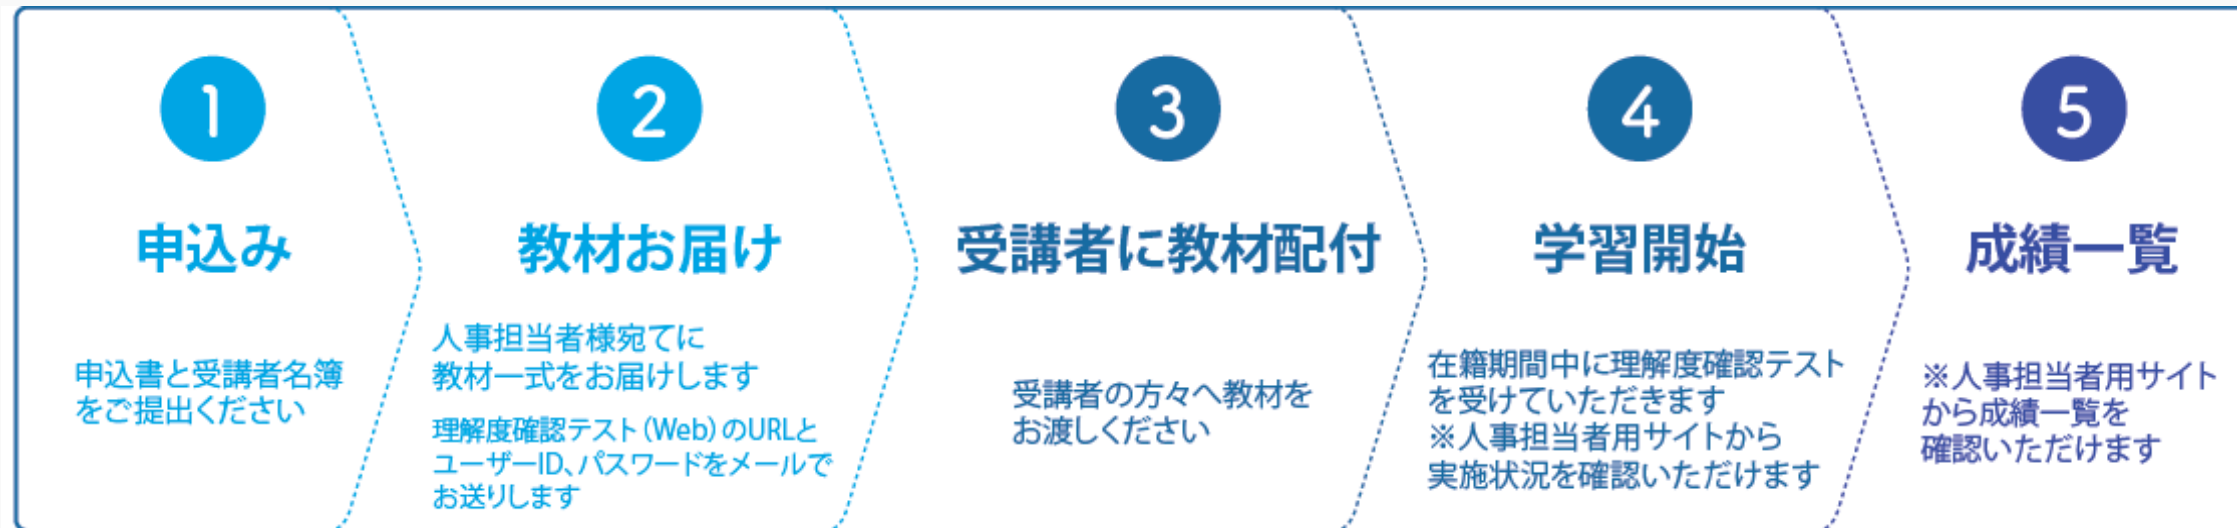 1
申込み
申込書と受講者名簿
をご提出ください
2
教材お届け
人事担当者様宛てに
教材一式をお届けします
理解度確認テスト(Web)のURLと
ユーザーID、パスワードをメールで
お送りします
3
受講者に教材配付
受講者の方々へ教材を
お渡しください
4
学習開始
在籍期間中に理解度確認テスト
を受けていただきます
※人事担当者用サイトから
実施状況を確認いただけます
5
成績一覧
※人事担当者用サイト
から成績一覧を
確認いただけます